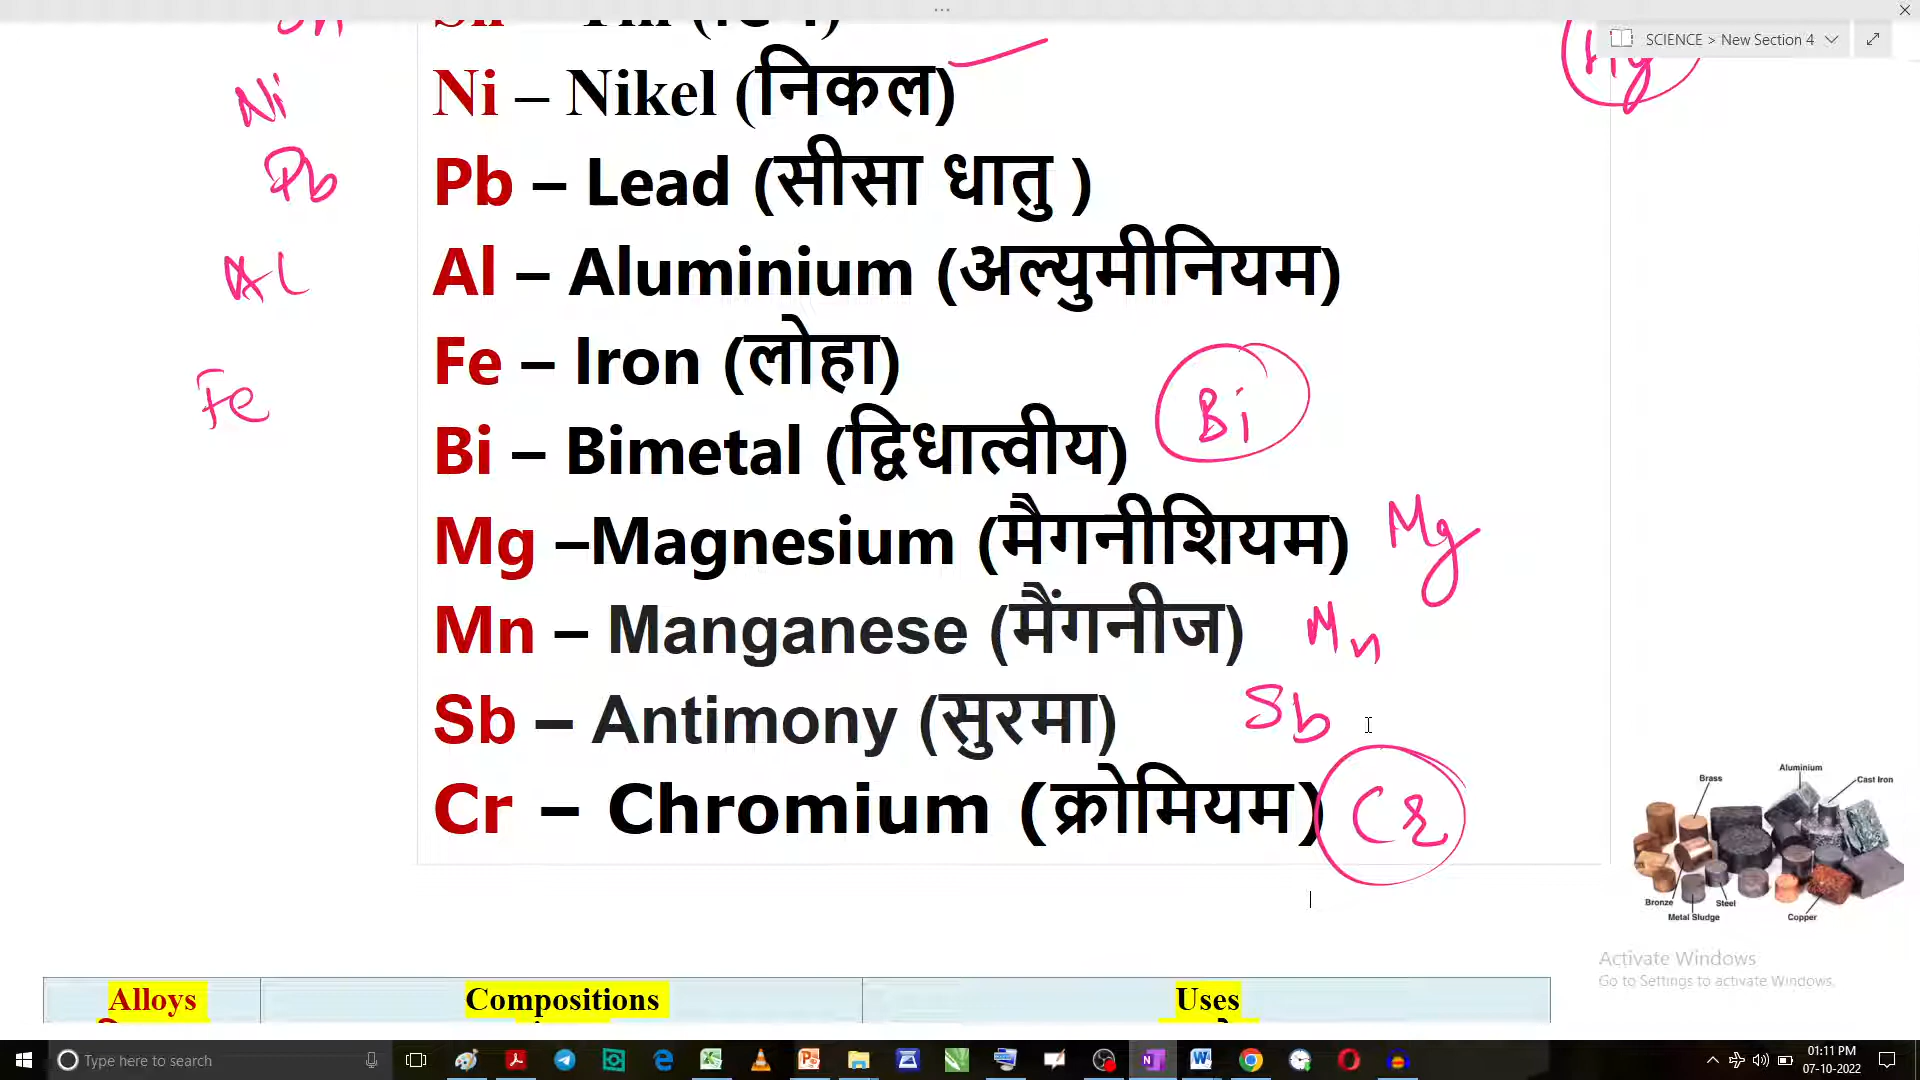 SCIENCE > New Section 4
Ni – Nikel (निकल)
Ni
Pb – Lead (सीसा धातु )
Pb
Al – Aluminium (अल्युमीनियम)
AL
Fe – Iron (लोहा)
Fe
Bi – Bimetal (द्विधात्वीय)
Bi
Mg –Magnesium (मैगनीशियम)
Mg
Mn – Manganese (मैंगनीज)
Mn
Sb – Antimony (सुरमा)
Sb
Cr – Chromium (क्रोमियम)
Cr
Aluminium
Brass
Cast Iron
Bronze
Steel
Metal Sludge
Copper
Activate Windows
Go to Settings to activate Windows.
Alloys Compositions Uses
Type here to search
01:11 PM
07-10-2022